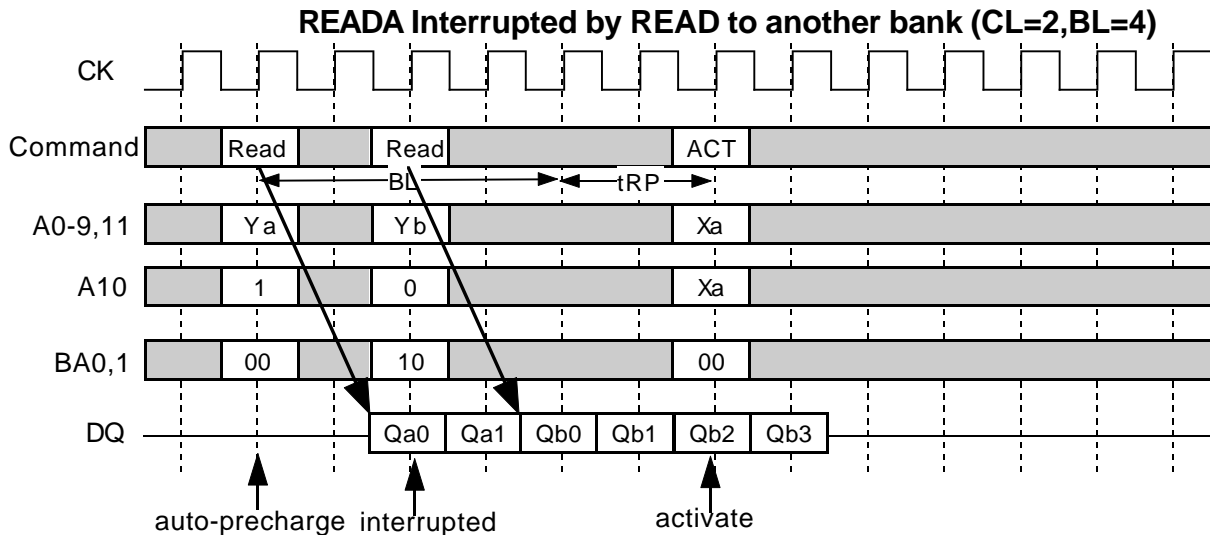 READA Interrupted by READ to another bank (CL=2,BL=4)
CK
Command Read Read ACT
BL tRP
A0-9,11 Ya Yb Xa
A10 1 0 Xa
BA0,1 00 10 00
DQ Qa0 Qa1 Qb0 Qb1 Qb2 Qb3
auto-precharge interrupted activate